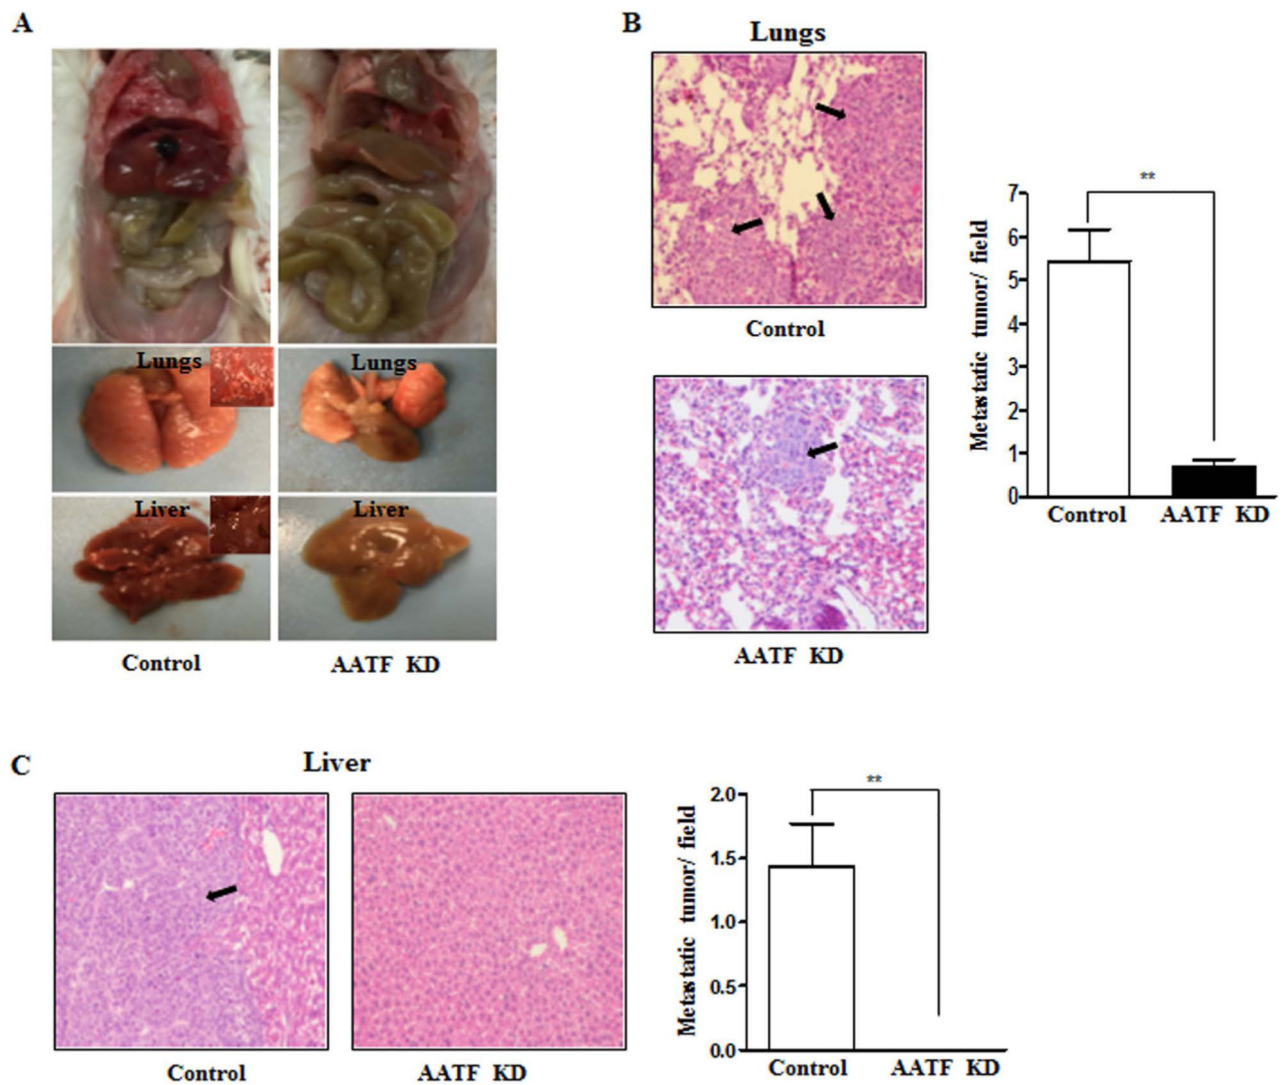 A
Lungs
Lungs
Liver
Liver
Control
AATF KD
B
Lungs
Control
AATF KD
**
Metastatic tumor/ field
7
6
5
4
3
2
1
0
Control
AATF KD
C
Liver
Control
AATF KD
**
Metastatic tumor/ field
2.0
1.5
1.0
0.5
0.0
Control
AATF KD